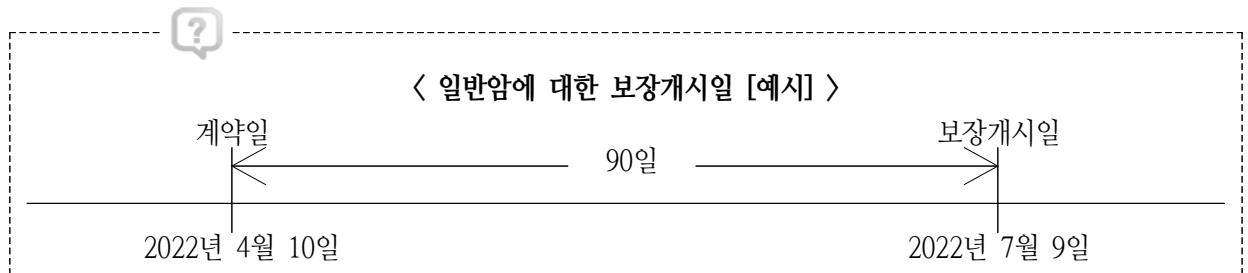 ?
< 일반암에 대한 보장개시일 [예시] >
계약일 보장개시일
90일
2022년 4월 10일 2022년 7월 9일